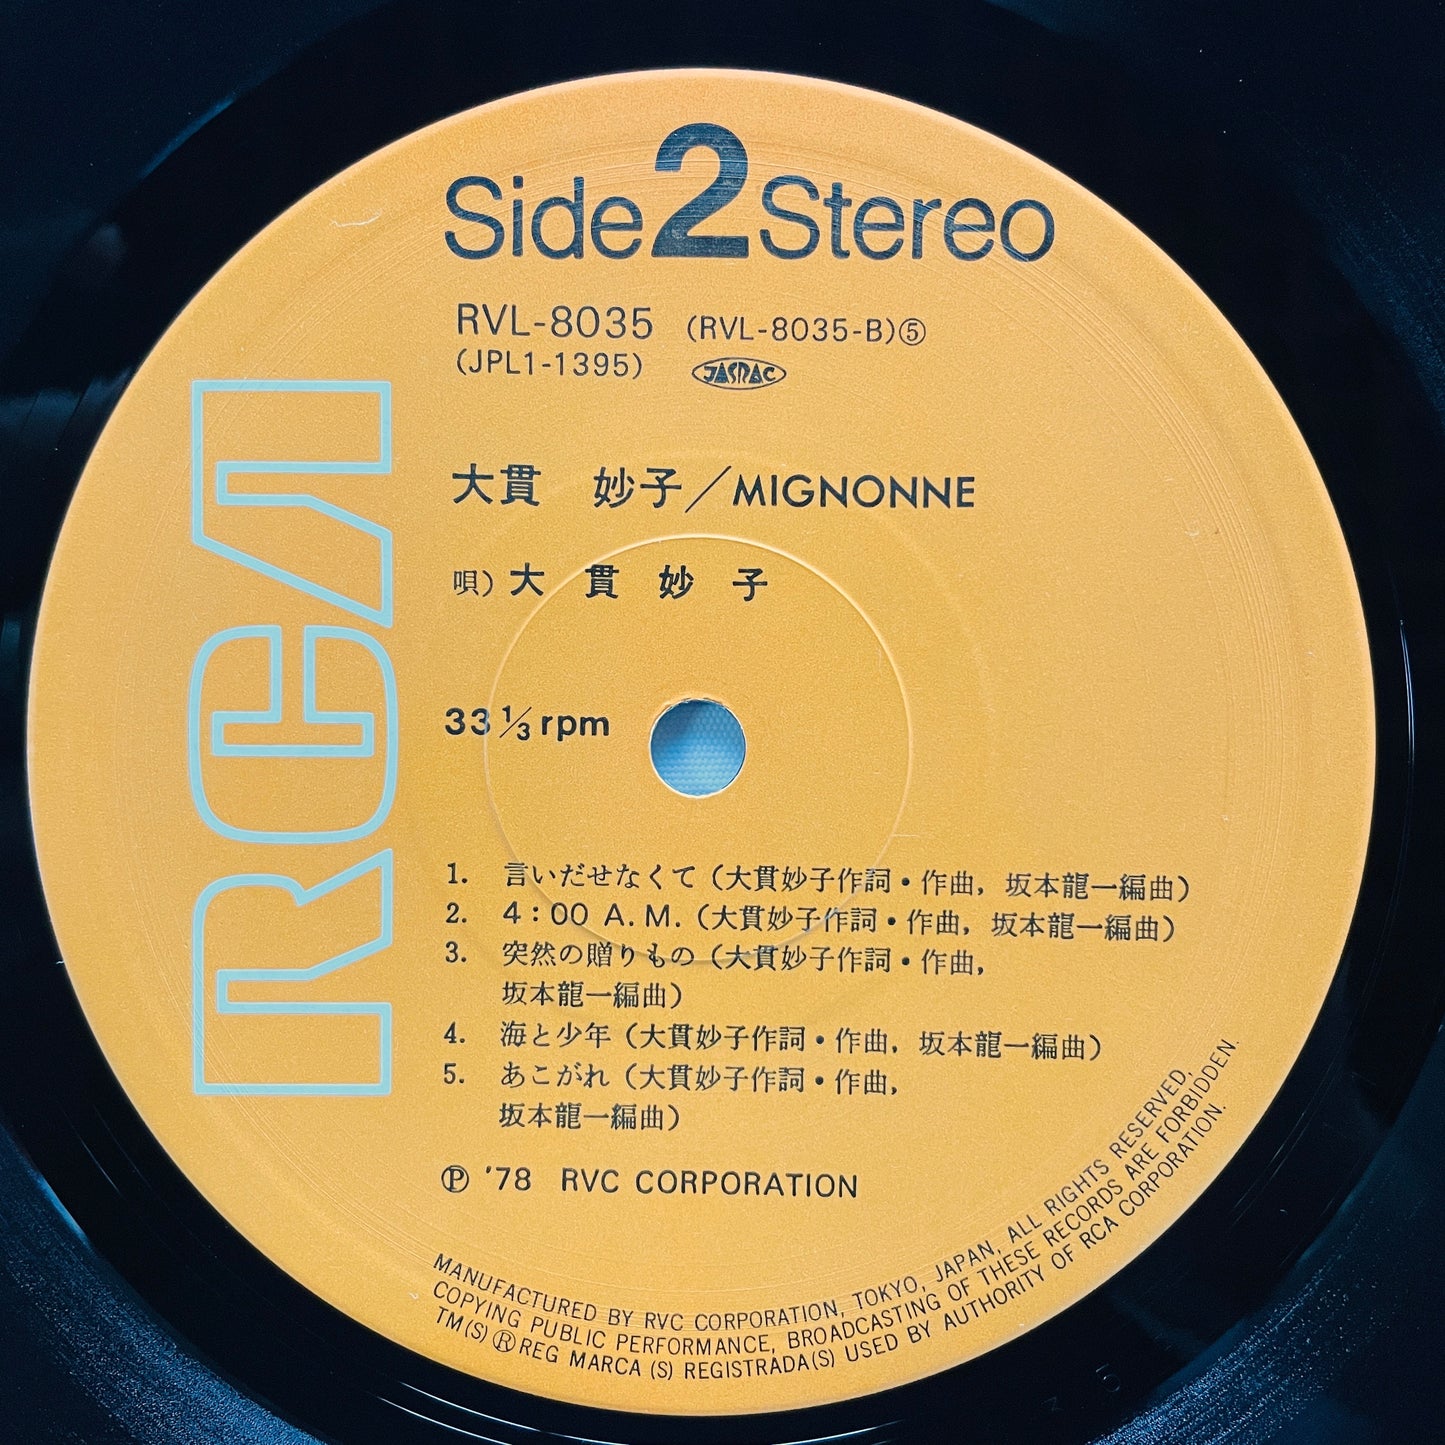 Side 2 Stereo
RVL-8035 (RVL-8035-B)⑤
(JPL1-1395) JASRAC
RCA
大貫 妙子／MIGNONNE
唄) 大貫妙子
33 1/3 rpm
1. 言いだせなくて (大貫妙子作詞・作曲, 坂本龍一編曲)
2. 4:00 A.M. (大貫妙子作詞・作曲, 坂本龍一編曲)
3. 突然の贈りもの (大貫妙子作詞・作曲,
坂本龍一編曲)
4. 海と少年 (大貫妙子作詞・作曲, 坂本龍一編曲)
5. あこがれ (大貫妙子作詞・作曲,
坂本龍一編曲)
Ⓟ '78 RVC CORPORATION
MANUFACTURED BY RVC CORPORATION, TOKYO, JAPAN, ALL RIGHTS RESERVED,
COPYING PUBLIC PERFORMANCE, BROADCASTING OF THESE RECORDS ARE FORBIDDEN.
TM(S) ® REG MARCA (S) REGISTRADA(S) USED BY AUTHORITY OF RCA CORPORATION.